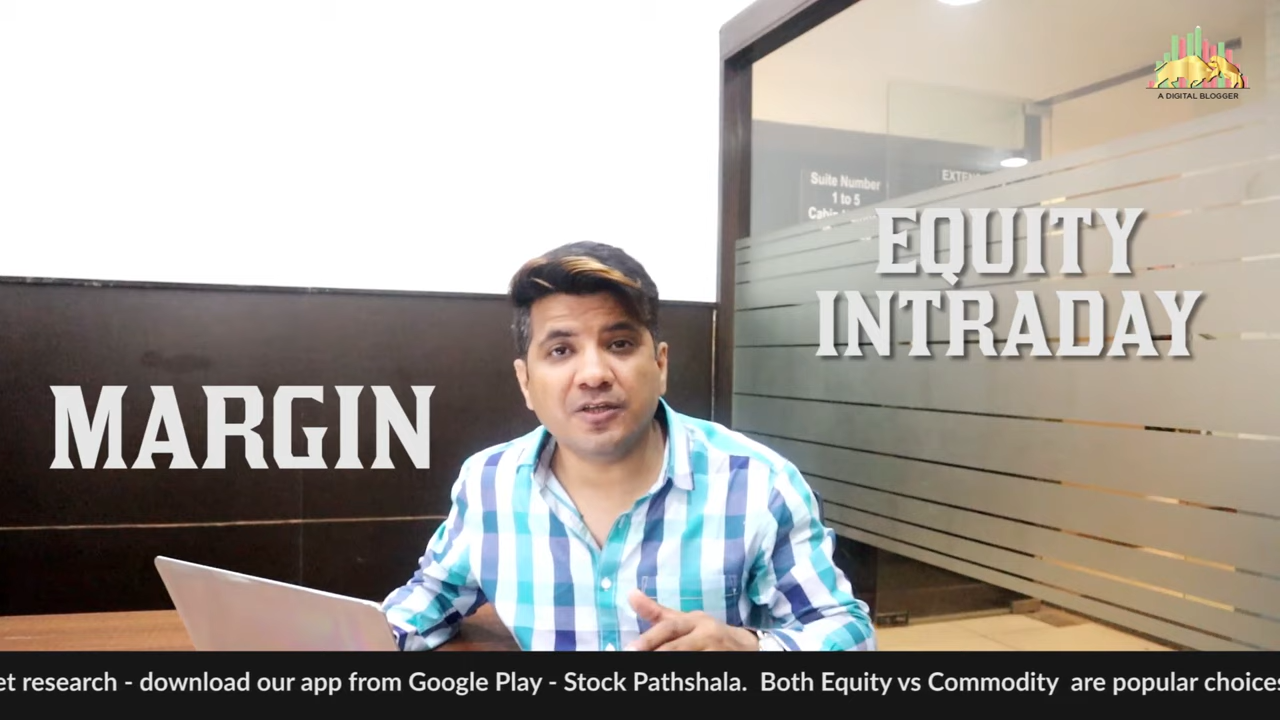 A DIGITAL BLOGGER
Suite Number
1 to 5
EQUITY
INTRADAY
MARGIN
et research - download our app from Google Play - Stock Pathshala. Both Equity vs Commodity are popular choices